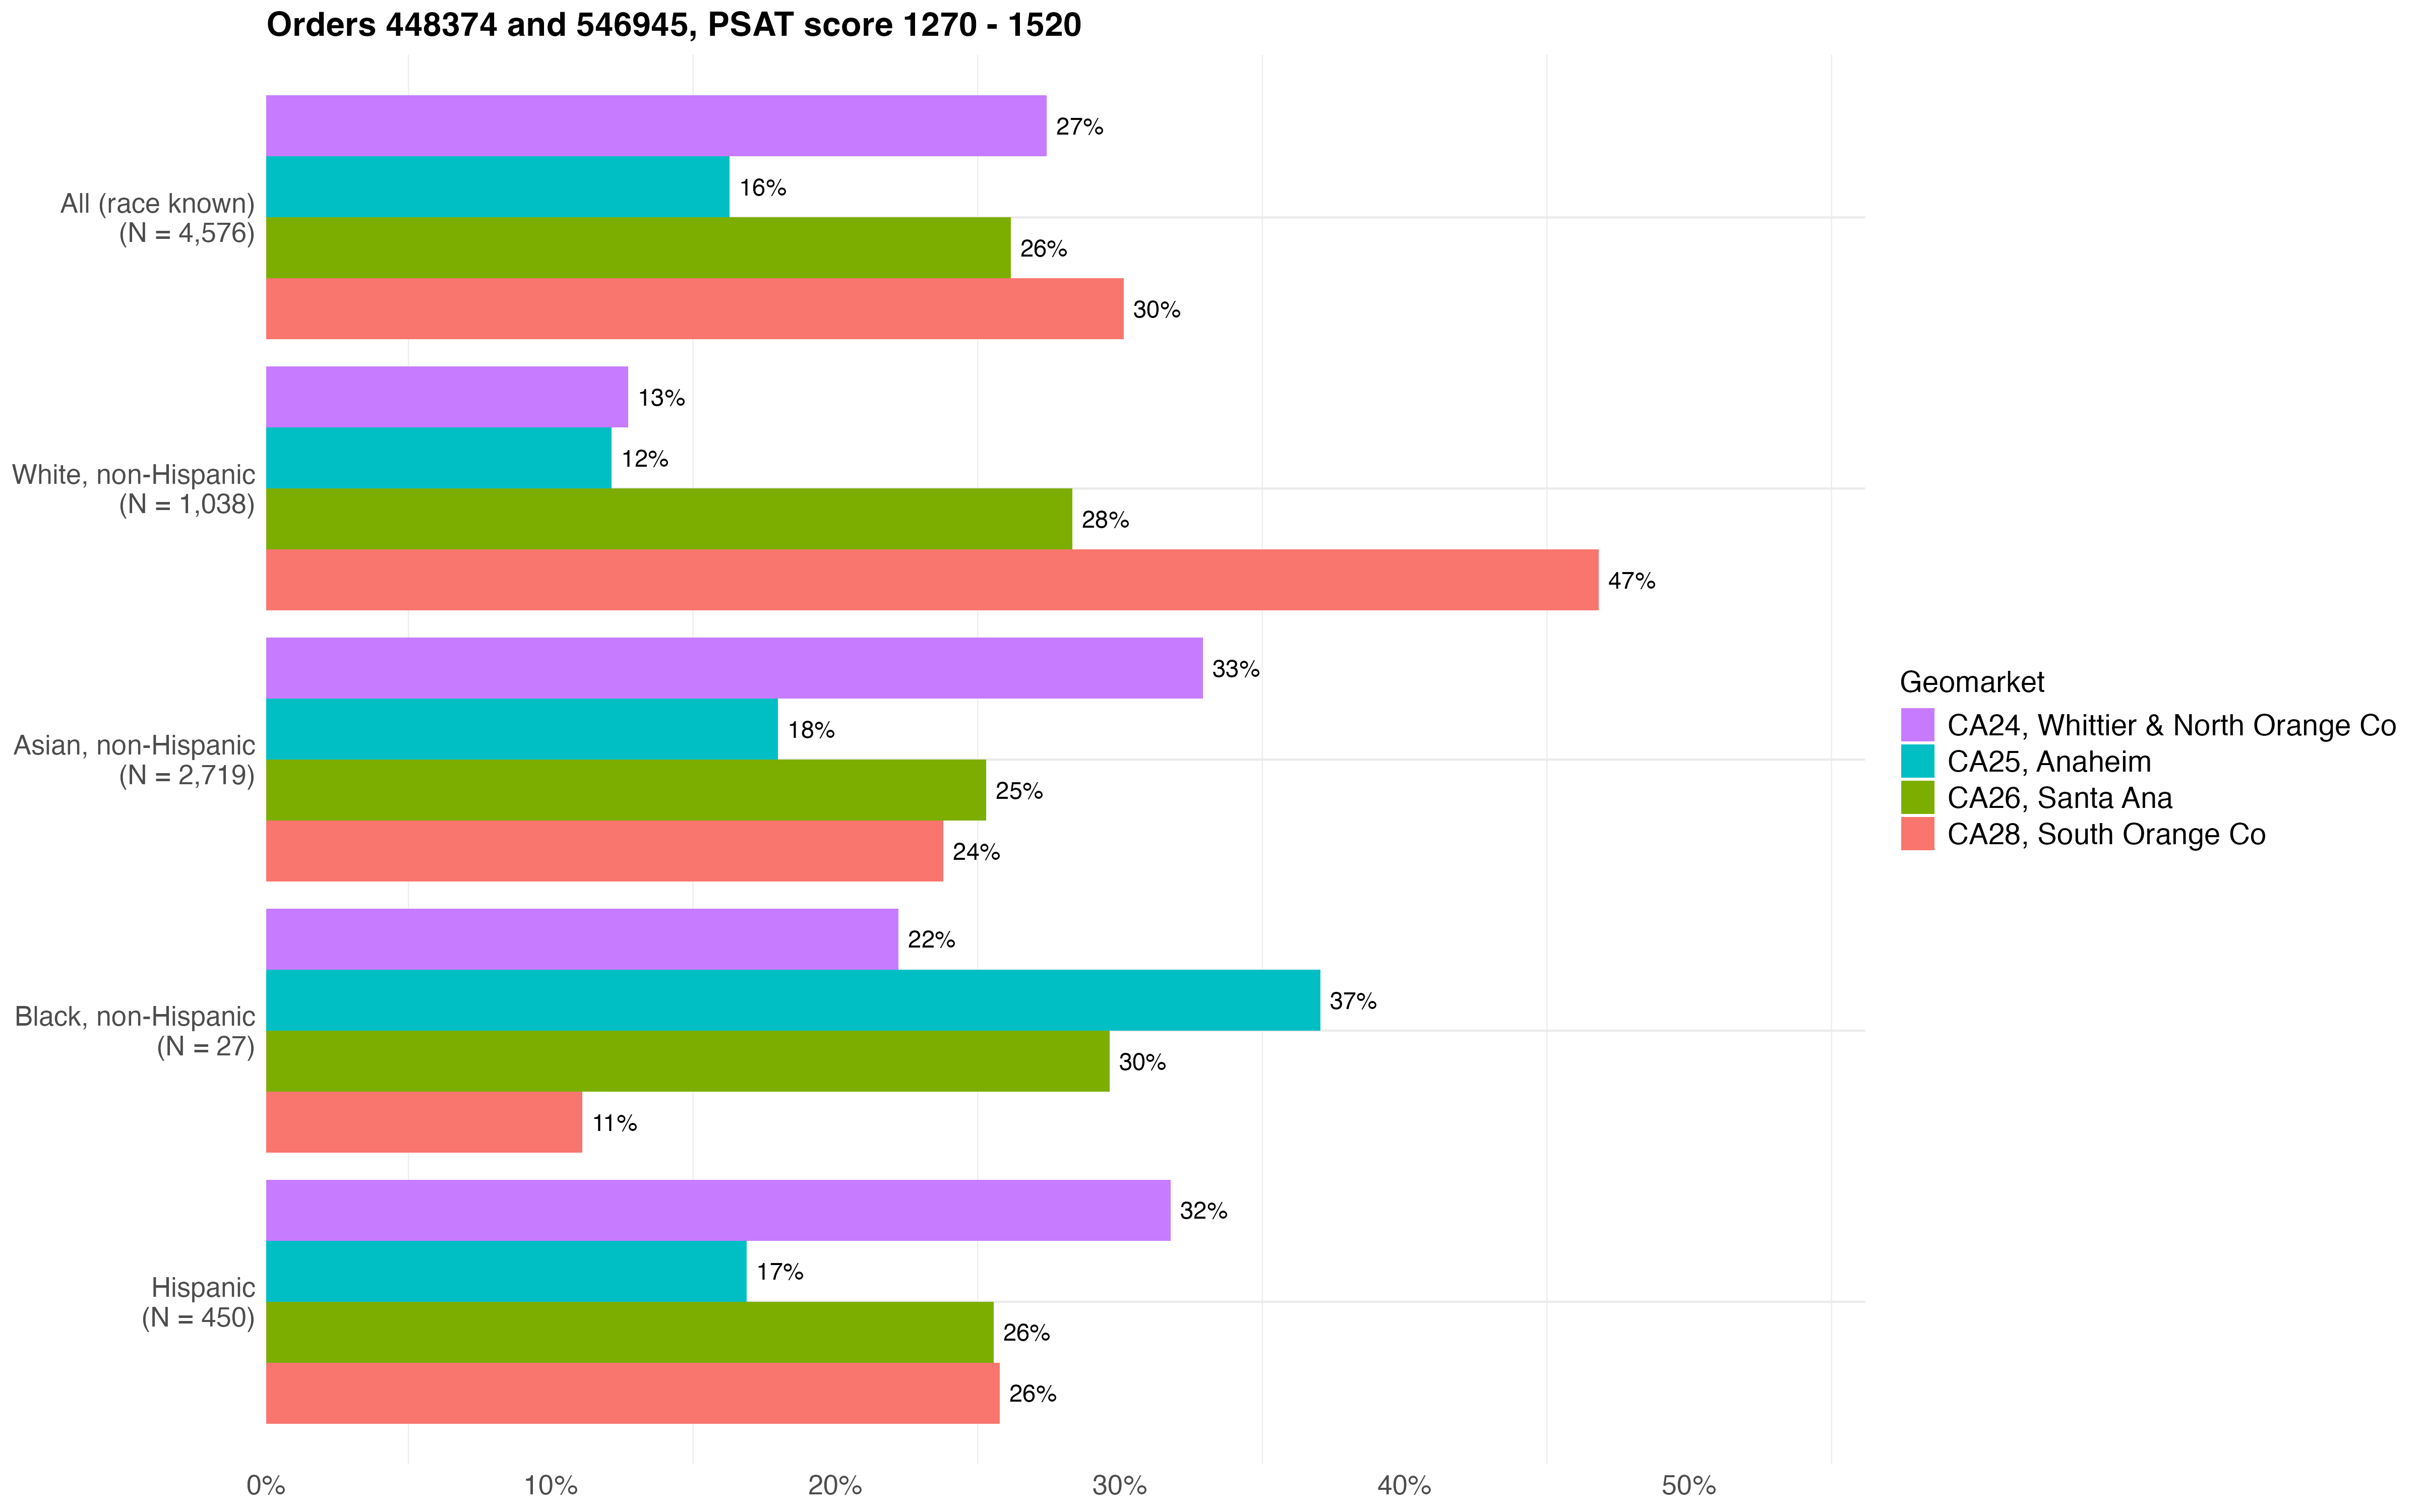 Orders 448374 and 546945, PSAT score 1270 - 1520
All (race known)
(N = 4,576)
27%
16%
26%
30%
White, non-Hispanic
(N = 1,038)
13%
12%
28%
47%
Asian, non-Hispanic
(N = 2,719)
33%
18%
25%
24%
Black, non-Hispanic
(N = 27)
22%
37%
30%
11%
Hispanic
(N = 450)
32%
17%
26%
26%
0%
10%
20%
30%
40%
50%
Geomarket
CA24, Whittier & North Orange Co
CA25, Anaheim
CA26, Santa Ana
CA28, South Orange Co